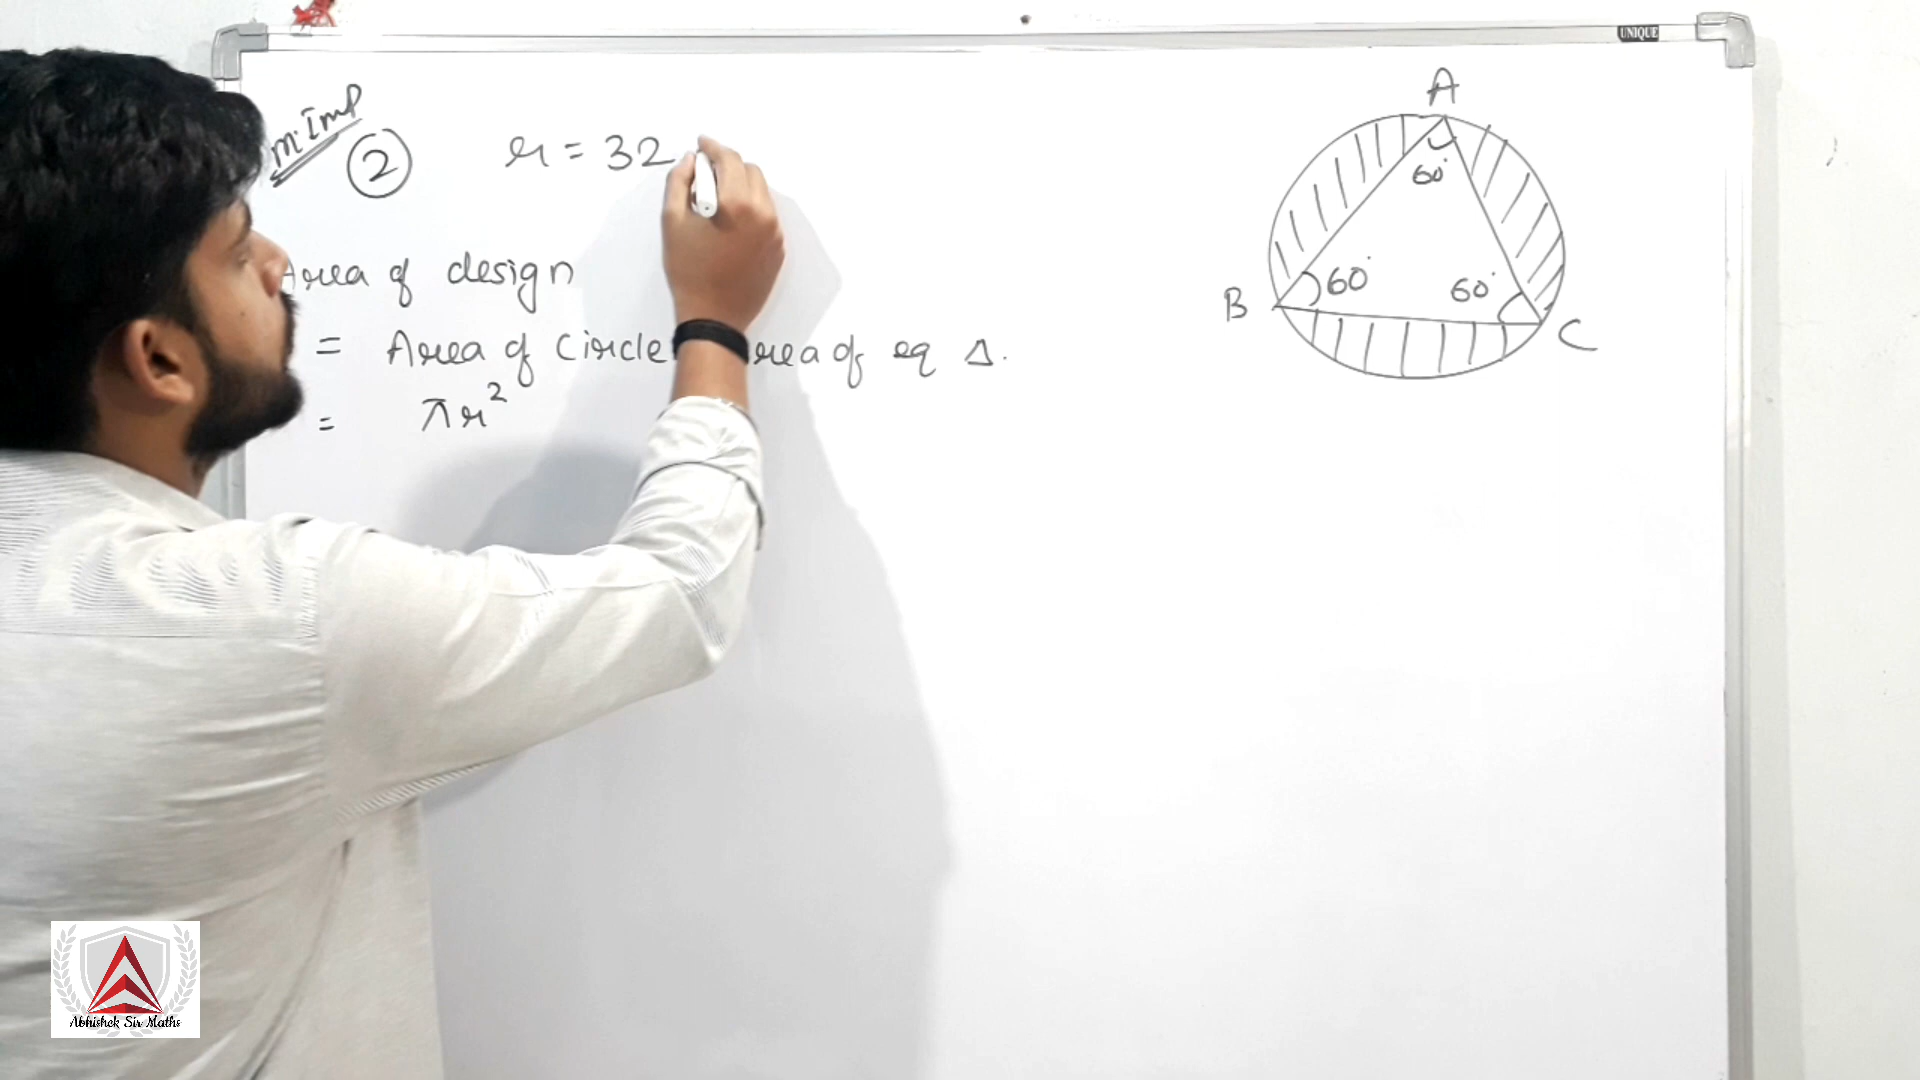 UNIQUE
M. Imp
2 r = 32
Area of design
= Area of Circle rea of eq Δ.
= πr²
A
60°
B 60° 60° C
Abhishek Sir Maths